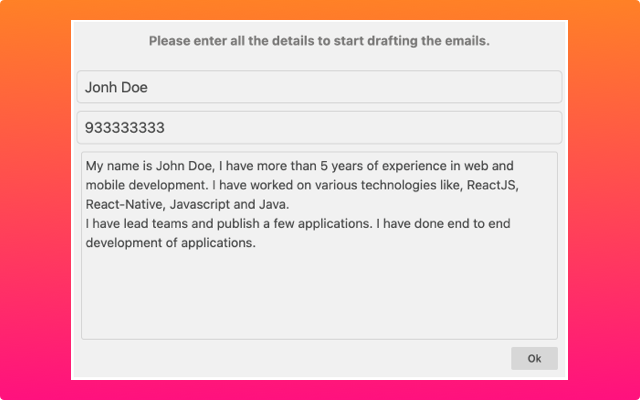 Please enter all the details to start drafting the emails.
Jonh Doe
933333333
My name is John Doe, I have more than 5 years of experience in web and
mobile development. I have worked on various technologies like, ReactJS,
React-Native, Javascript and Java.
I have lead teams and publish a few applications. I have done end to end
development of applications.
Ok